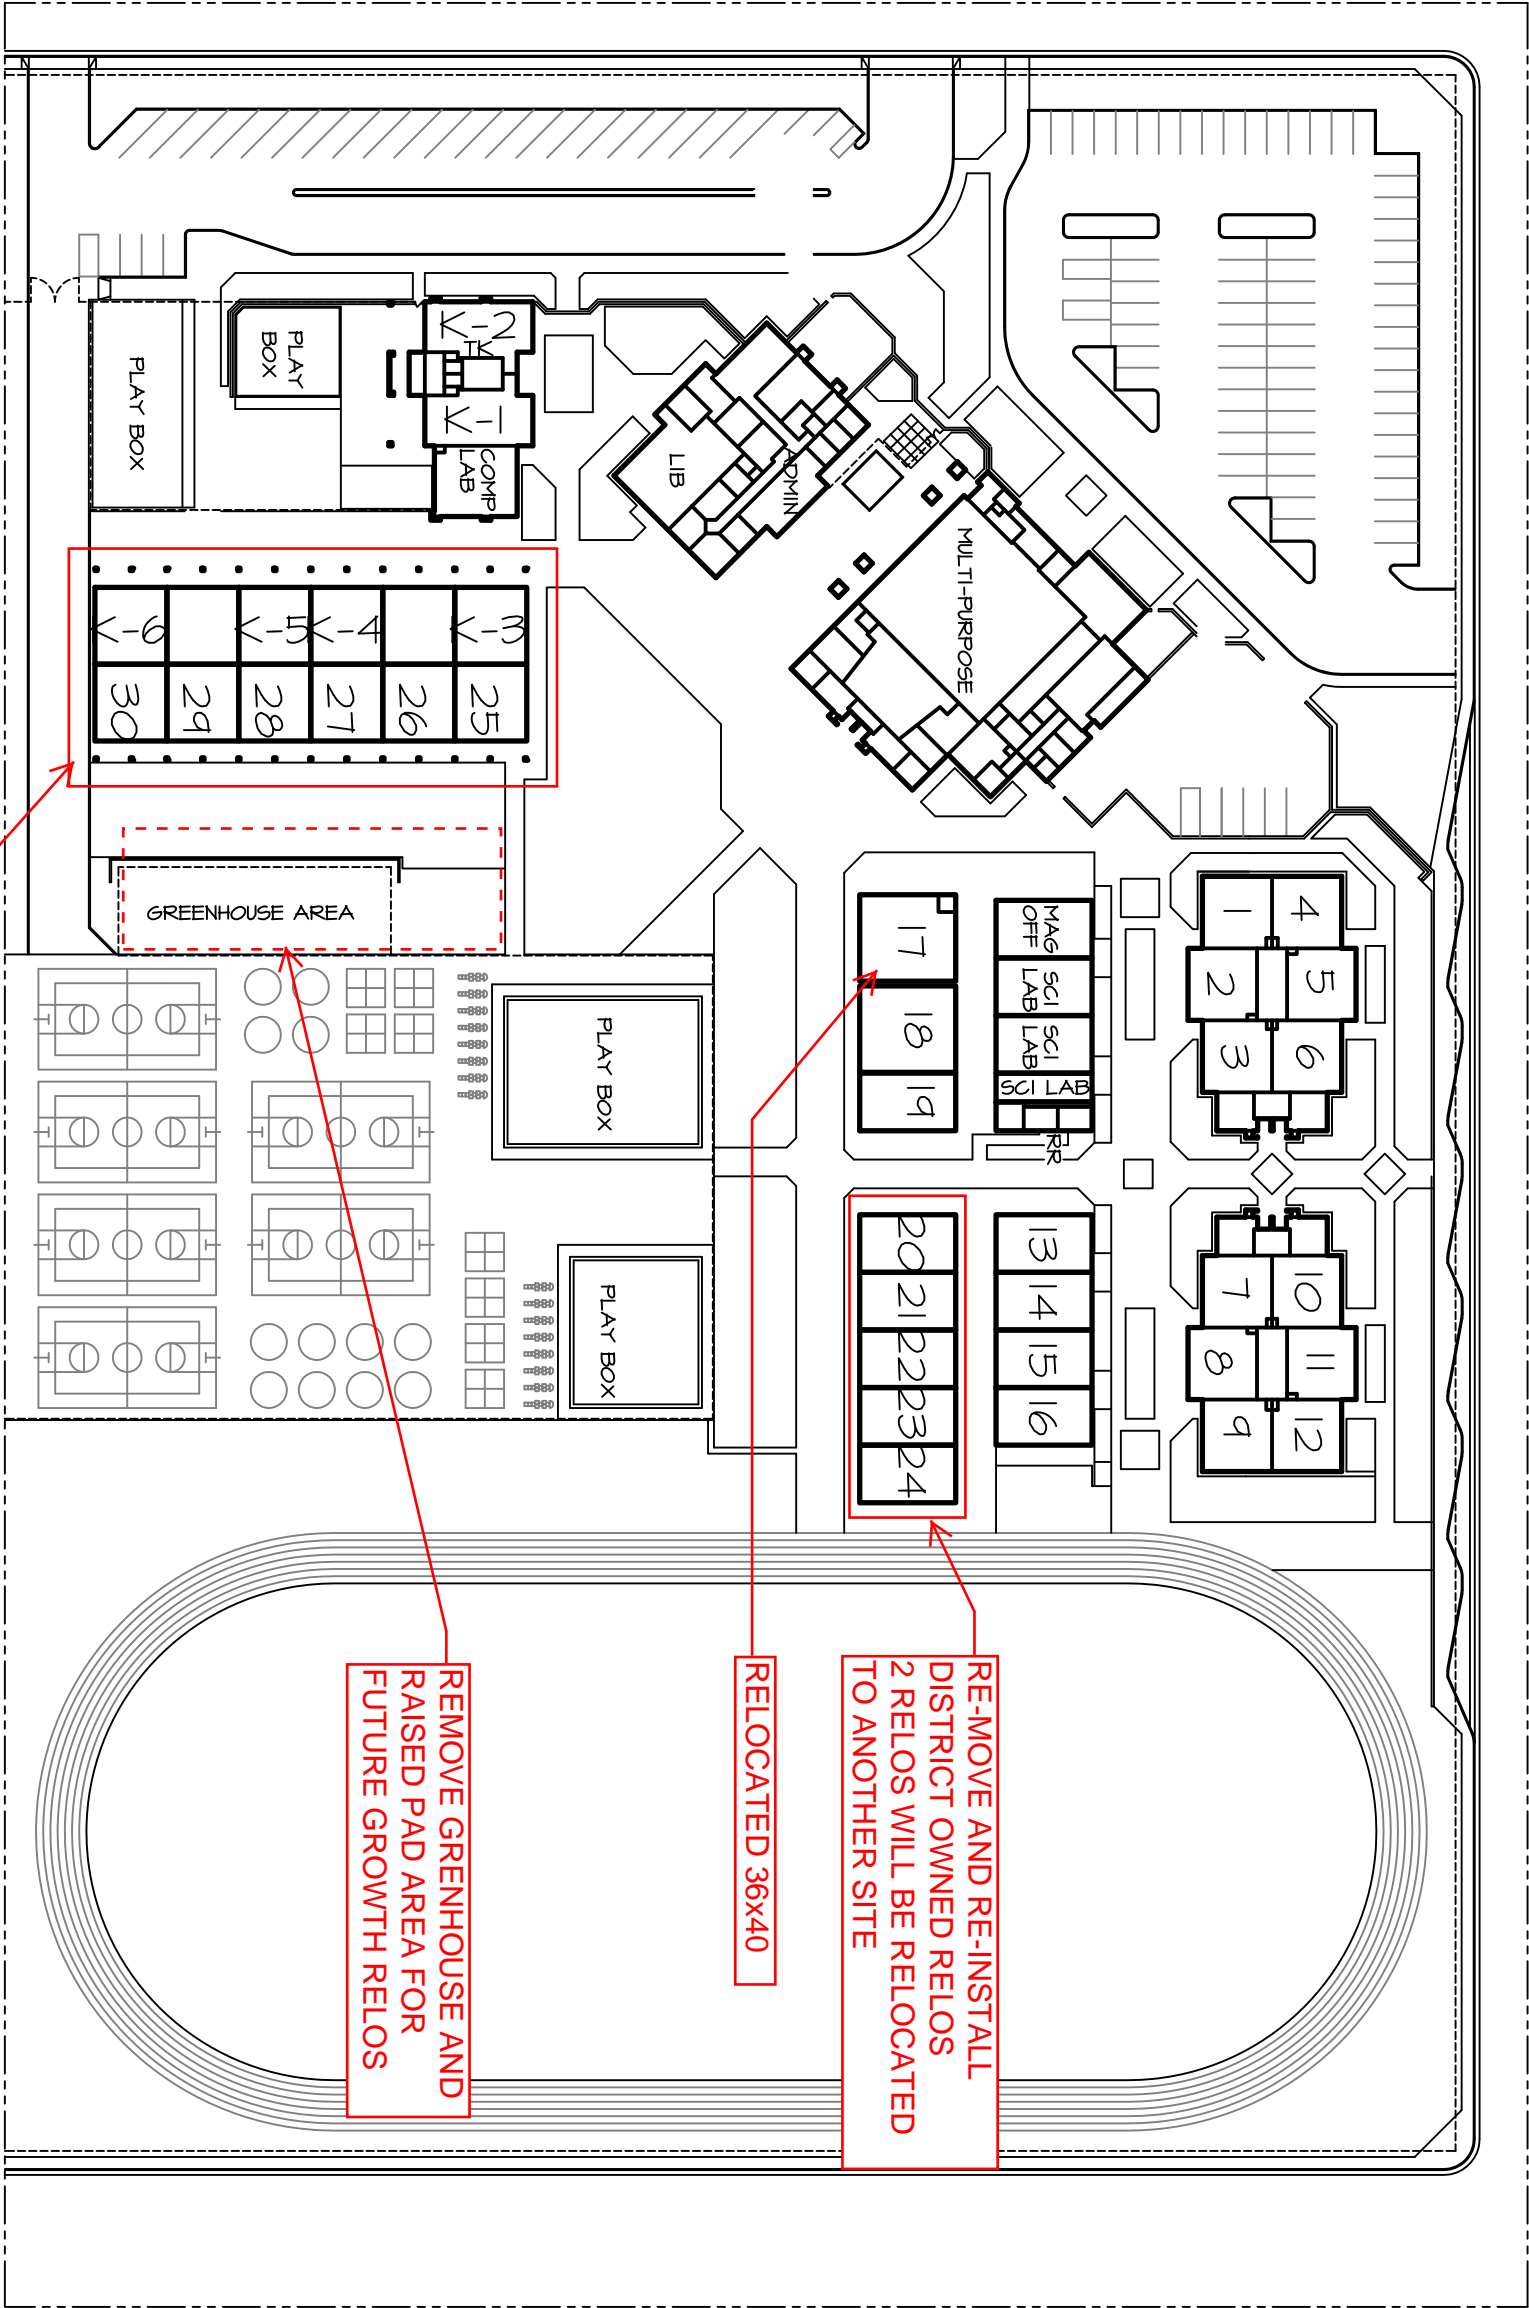 K-2
TK
K-1
COMP
LAB
PLAY
BOX
PLAY BOX
LIB
ADMIN
MULTI-PURPOSE
K-6
K-5
K-4
K-3
30
29
28
27
26
25
GREENHOUSE AREA
PLAY BOX
PLAY BOX
17
18
19
MAG
OFF
SCI
LAB
SCI
LAB
SCI LAB
RR
1
4
2
5
3
6
20
21
22
23
24
13
14
15
16
7
10
8
11
9
12
RE-MOVE AND RE-INSTALL
DISTRICT OWNED RELOS
2 RELOS WILL BE RELOCATED
TO ANOTHER SITE
RELOCATED 36x40
REMOVE GRENHOUSE AND
RAISED PAD AREA FOR
FUTURE GROWTH RELOS